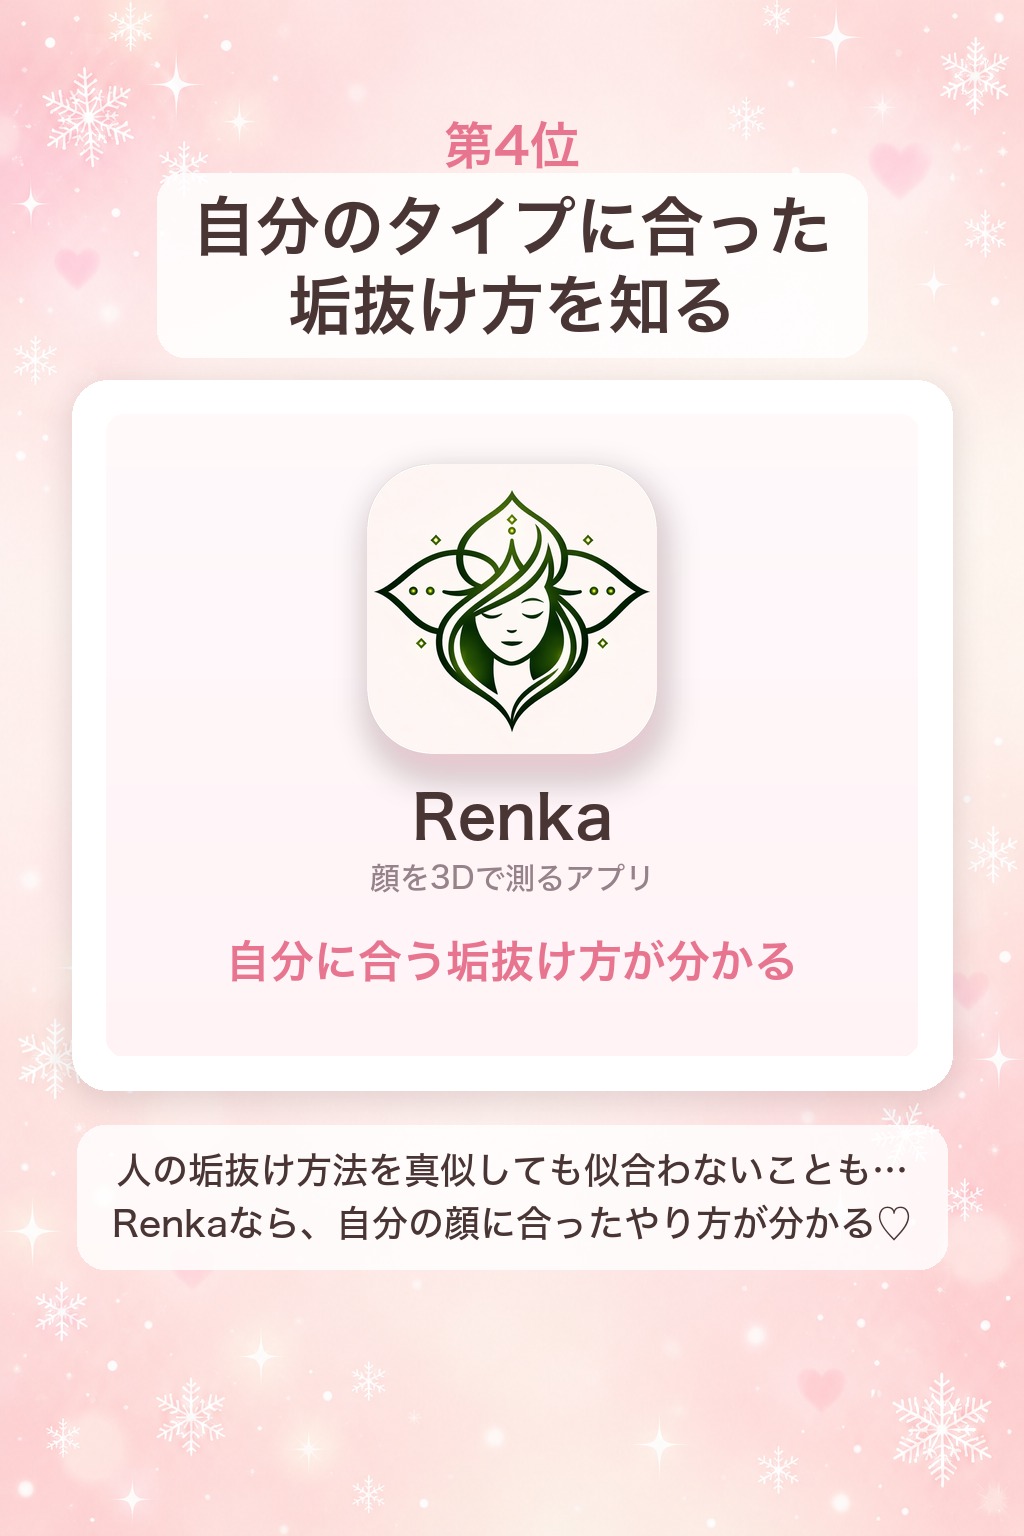 第4位
自分のタイプに合った
垢抜け方を知る
Renka
顔を3Dで測るアプリ
自分に合う垢抜け方が分かる
人の垢抜け方法を真似しても似合わないことも…
Renkaなら、自分の顔に合ったやり方が分かる♡